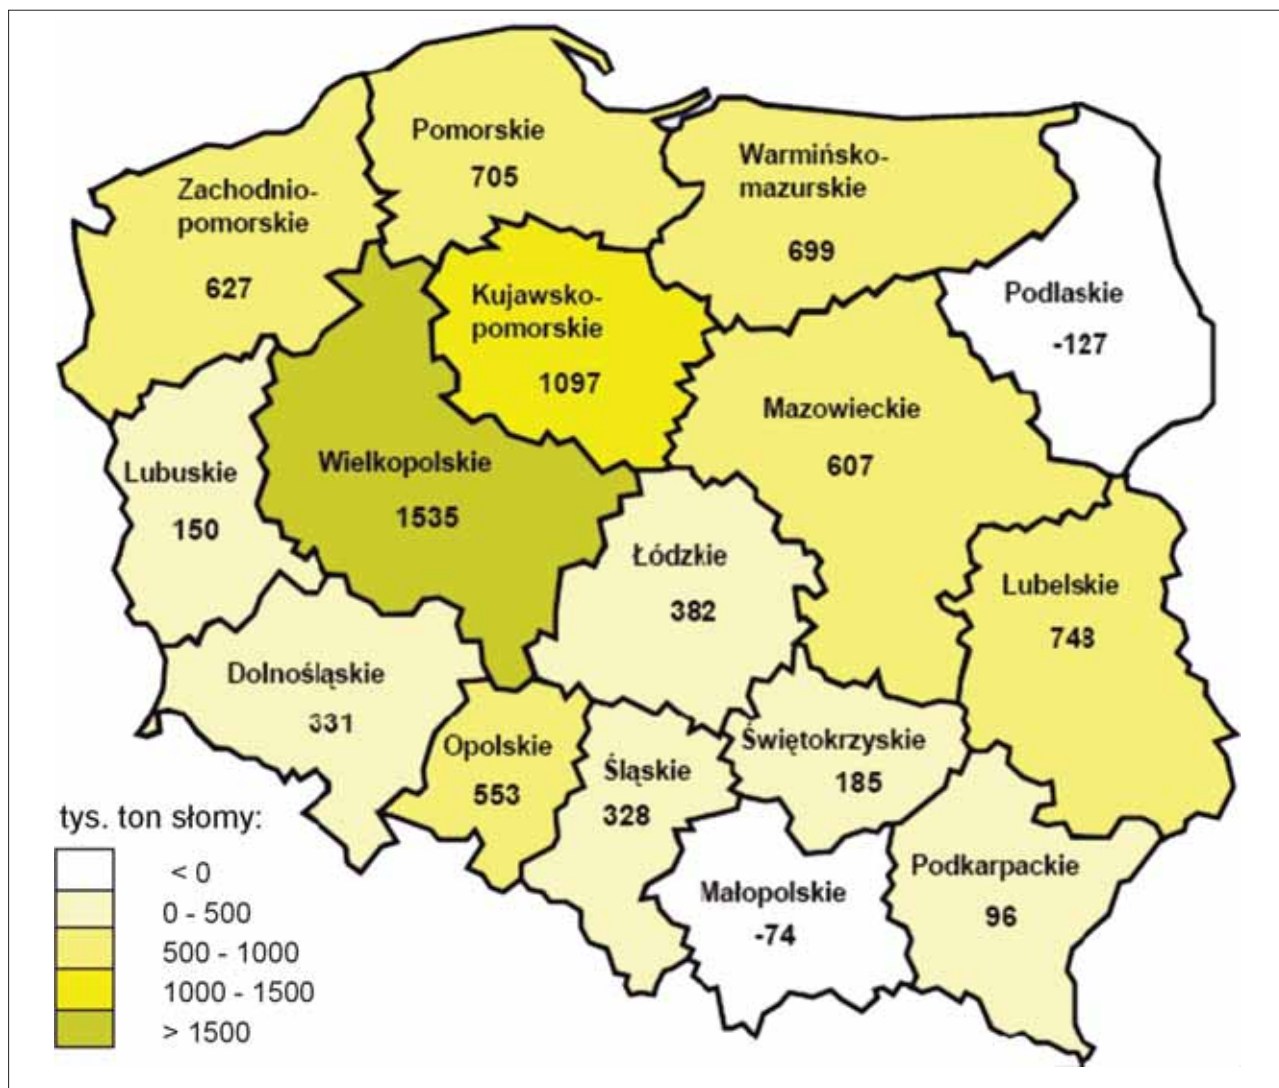 Pomorskie
705
Warmińsko-
mazurskie
699
Zachodnio-
pomorskie
627
Podlaskie
-127
Kujawsko-
pomorskie
1097
Mazowieckie
607
Lubuskie
150
Wielkopolskie
1535
Łódzkie
382
Lubelskie
748
Dolnośląskie
331
Opolskie
553
Śląskie
328
Świętokrzyskie
185
Małopolskie
-74
Podkarpackie
96
tys. ton słomy:
< 0
0 - 500
500 - 1000
1000 - 1500
> 1500